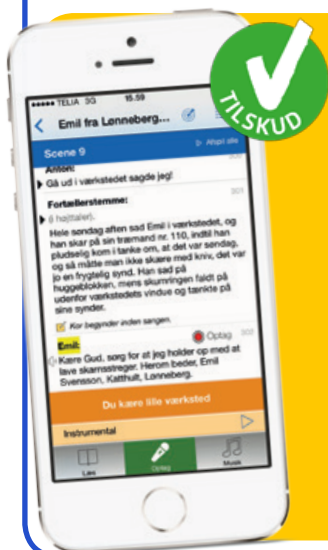 TILSKUD
TELIA 3G 15.59
Emil fra Lønneberg...
Scene 9
Afspil alle
Anton:
Gå ud i værkstedet sagde jeg!
Fortællerstemme:
301
(i højttaler).
Hele søndag aften sad Emil i værkstedet, og
han skar på sin træmand nr. 110, indtil han
pludselig kom i tanke om, at det var søndag,
og så måtte man ikke skære med kniv, det var
jo en frygtelig synd. Han sad på
huggeblokken, mens skumringen faldt på
udenfor værkstedets vindue og tænkte på
sine synder.
Kor begynder inden sangen.
Emil:
Optag 302
Kære Gud, sørg for at jeg holder op med at
lave skarnsstreger. Herom beder, Emil
Svensson, Katthult, Lønneberg.
Du kære lille værksted
Instrumental
Læs
Optag
Musik